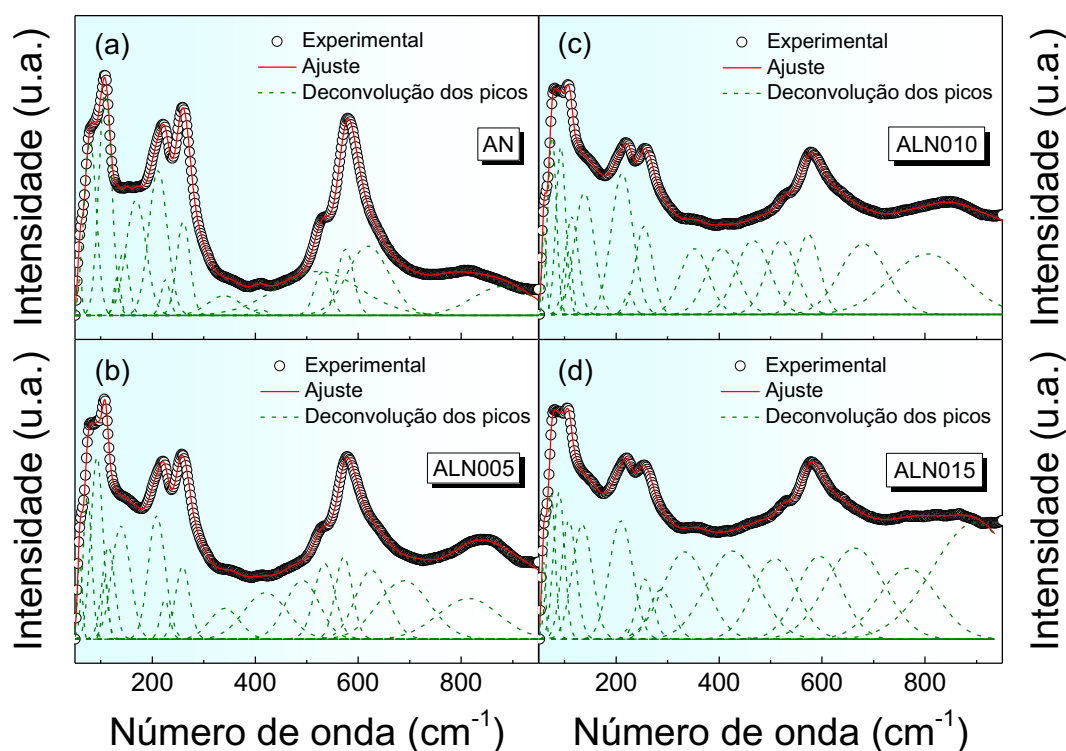 Intensidade (u.a.)
(a)
Experimental
Ajuste
Deconvolução dos picos
AN
(c)
Experimental
Ajuste
Deconvolução dos picos
ALN010
Intensidade (u.a.)
Intensidade (u.a.)
(b)
Experimental
Ajuste
Deconvolução dos picos
ALN005
(d)
Experimental
Ajuste
Deconvolução dos picos
ALN015
Intensidade (u.a.)
200 400 600 800
200 400 600 800
Número de onda (cm⁻¹)
Número de onda (cm⁻¹)